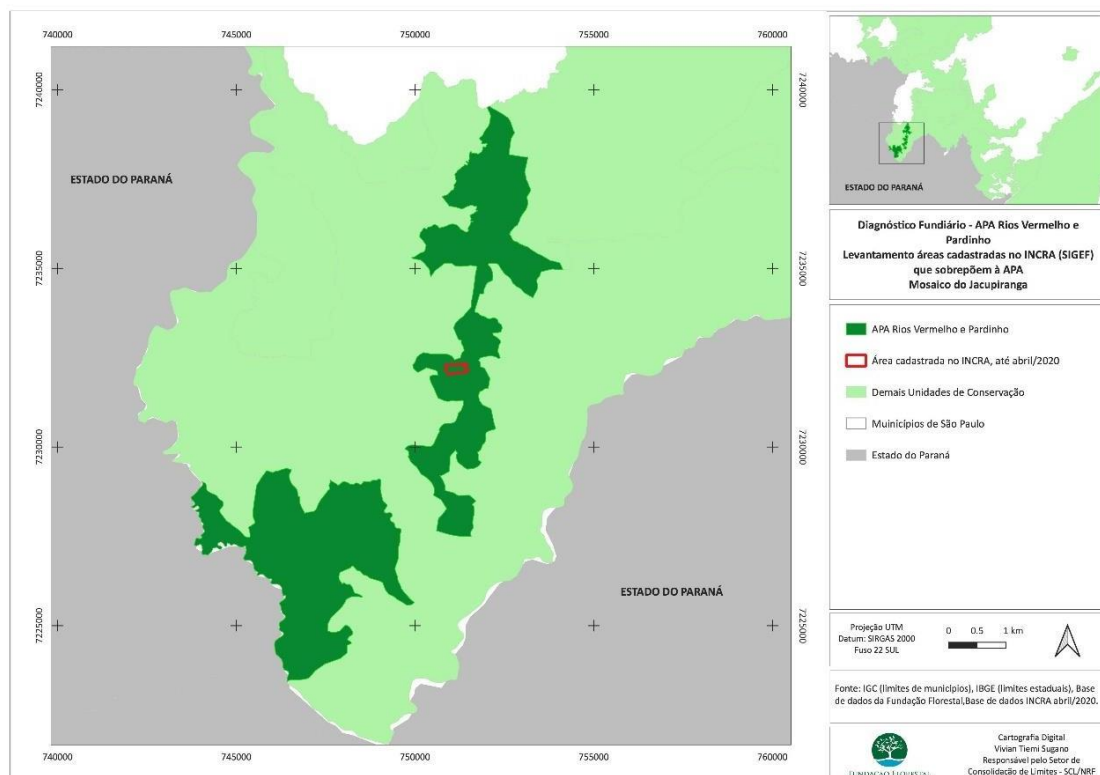 740000 745000 750000 755000 760000
7240000
7235000
7230000
7225000
7240000
7235000
7230000
7225000
ESTADO DO PARANÁ
ESTADO DO PARANÁ
740000 745000 750000 755000 760000
ESTADO DO PARANÁ
Diagnóstico Fundiário - APA Rios Vermelho e
Pardinho
Levantamento áreas cadastradas no INCRA (SIGEF)
que sobrepõem à APA
Mosaico do Jacupiranga
APA Rios Vermelho e Pardinho
Área cadastrada no INCRA, até abril/2020
Demais Unidades de Conservação
Muinicípios de São Paulo
Estado do Paraná
Projeção UTM
Datum: SIRGAS 2000
Fuso 22 SUL
0 0.5 1 km
Fonte: IGC (limites de municípios), IBGE (limites estaduais), Base
de dados da Fundação Florestal,Base de dados INCRA abril/2020.
FUNDAÇÃO FLORESTAL
Cartografia Digital
Vivian Tiemi Sugano
Responsável pelo Setor de
Consolidação de Limites - SCL/NRF